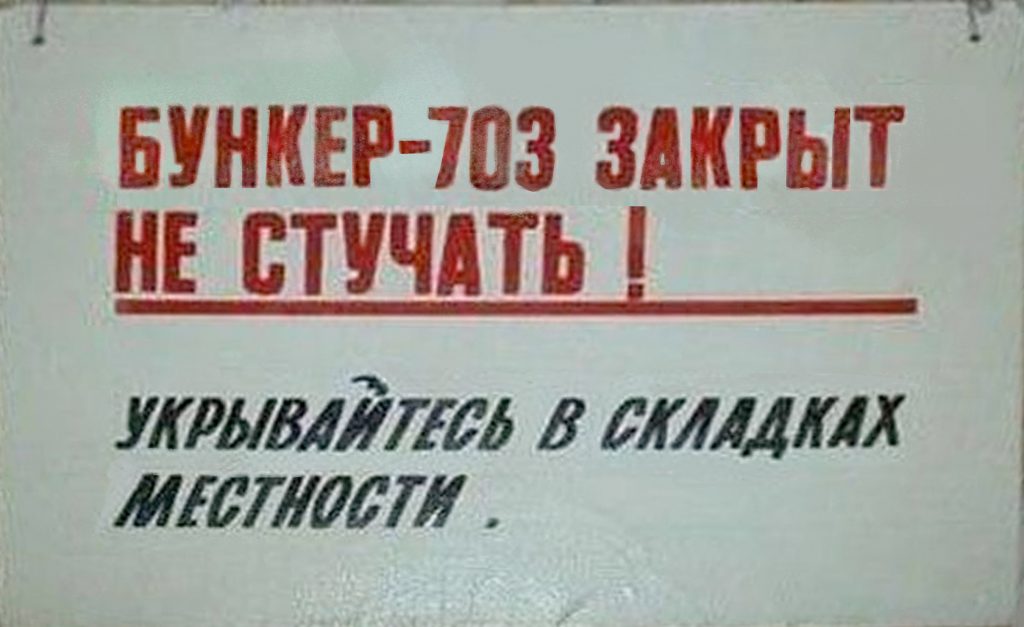 БУНКЕР-703 ЗАКРЫТ
НЕ СТУЧАТЬ !
УКРЫВАЙТЕСЬ В СКЛАДКАХ
МЕСТНОСТИ .